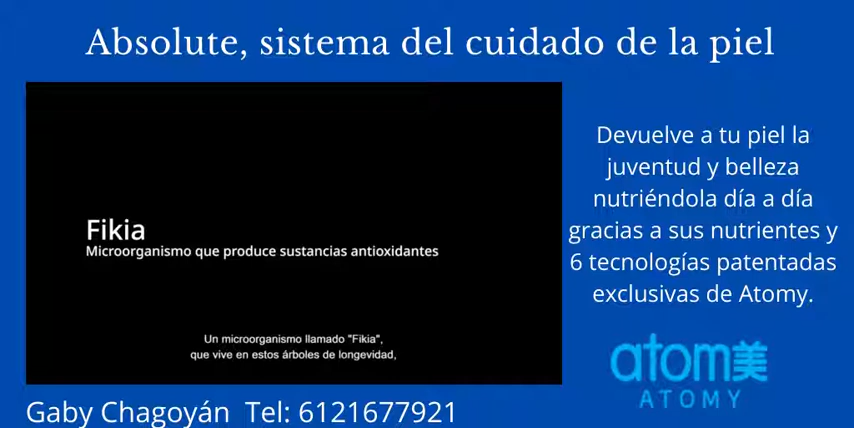 Absolute, sistema del cuidado de la piel
Fikia
Microorganismo que produce sustancias antioxidantes
Un microorganismo llamado "Fikia",
que vive en estos árboles de longevidad,
Devuelve a tu piel la
juventud y belleza
nutriéndola día a día
gracias a sus nutrientes y
6 tecnologías patentadas
exclusivas de Atomy.
atom美
ATOMY
Gaby Chagoyán Tel: 6121677921